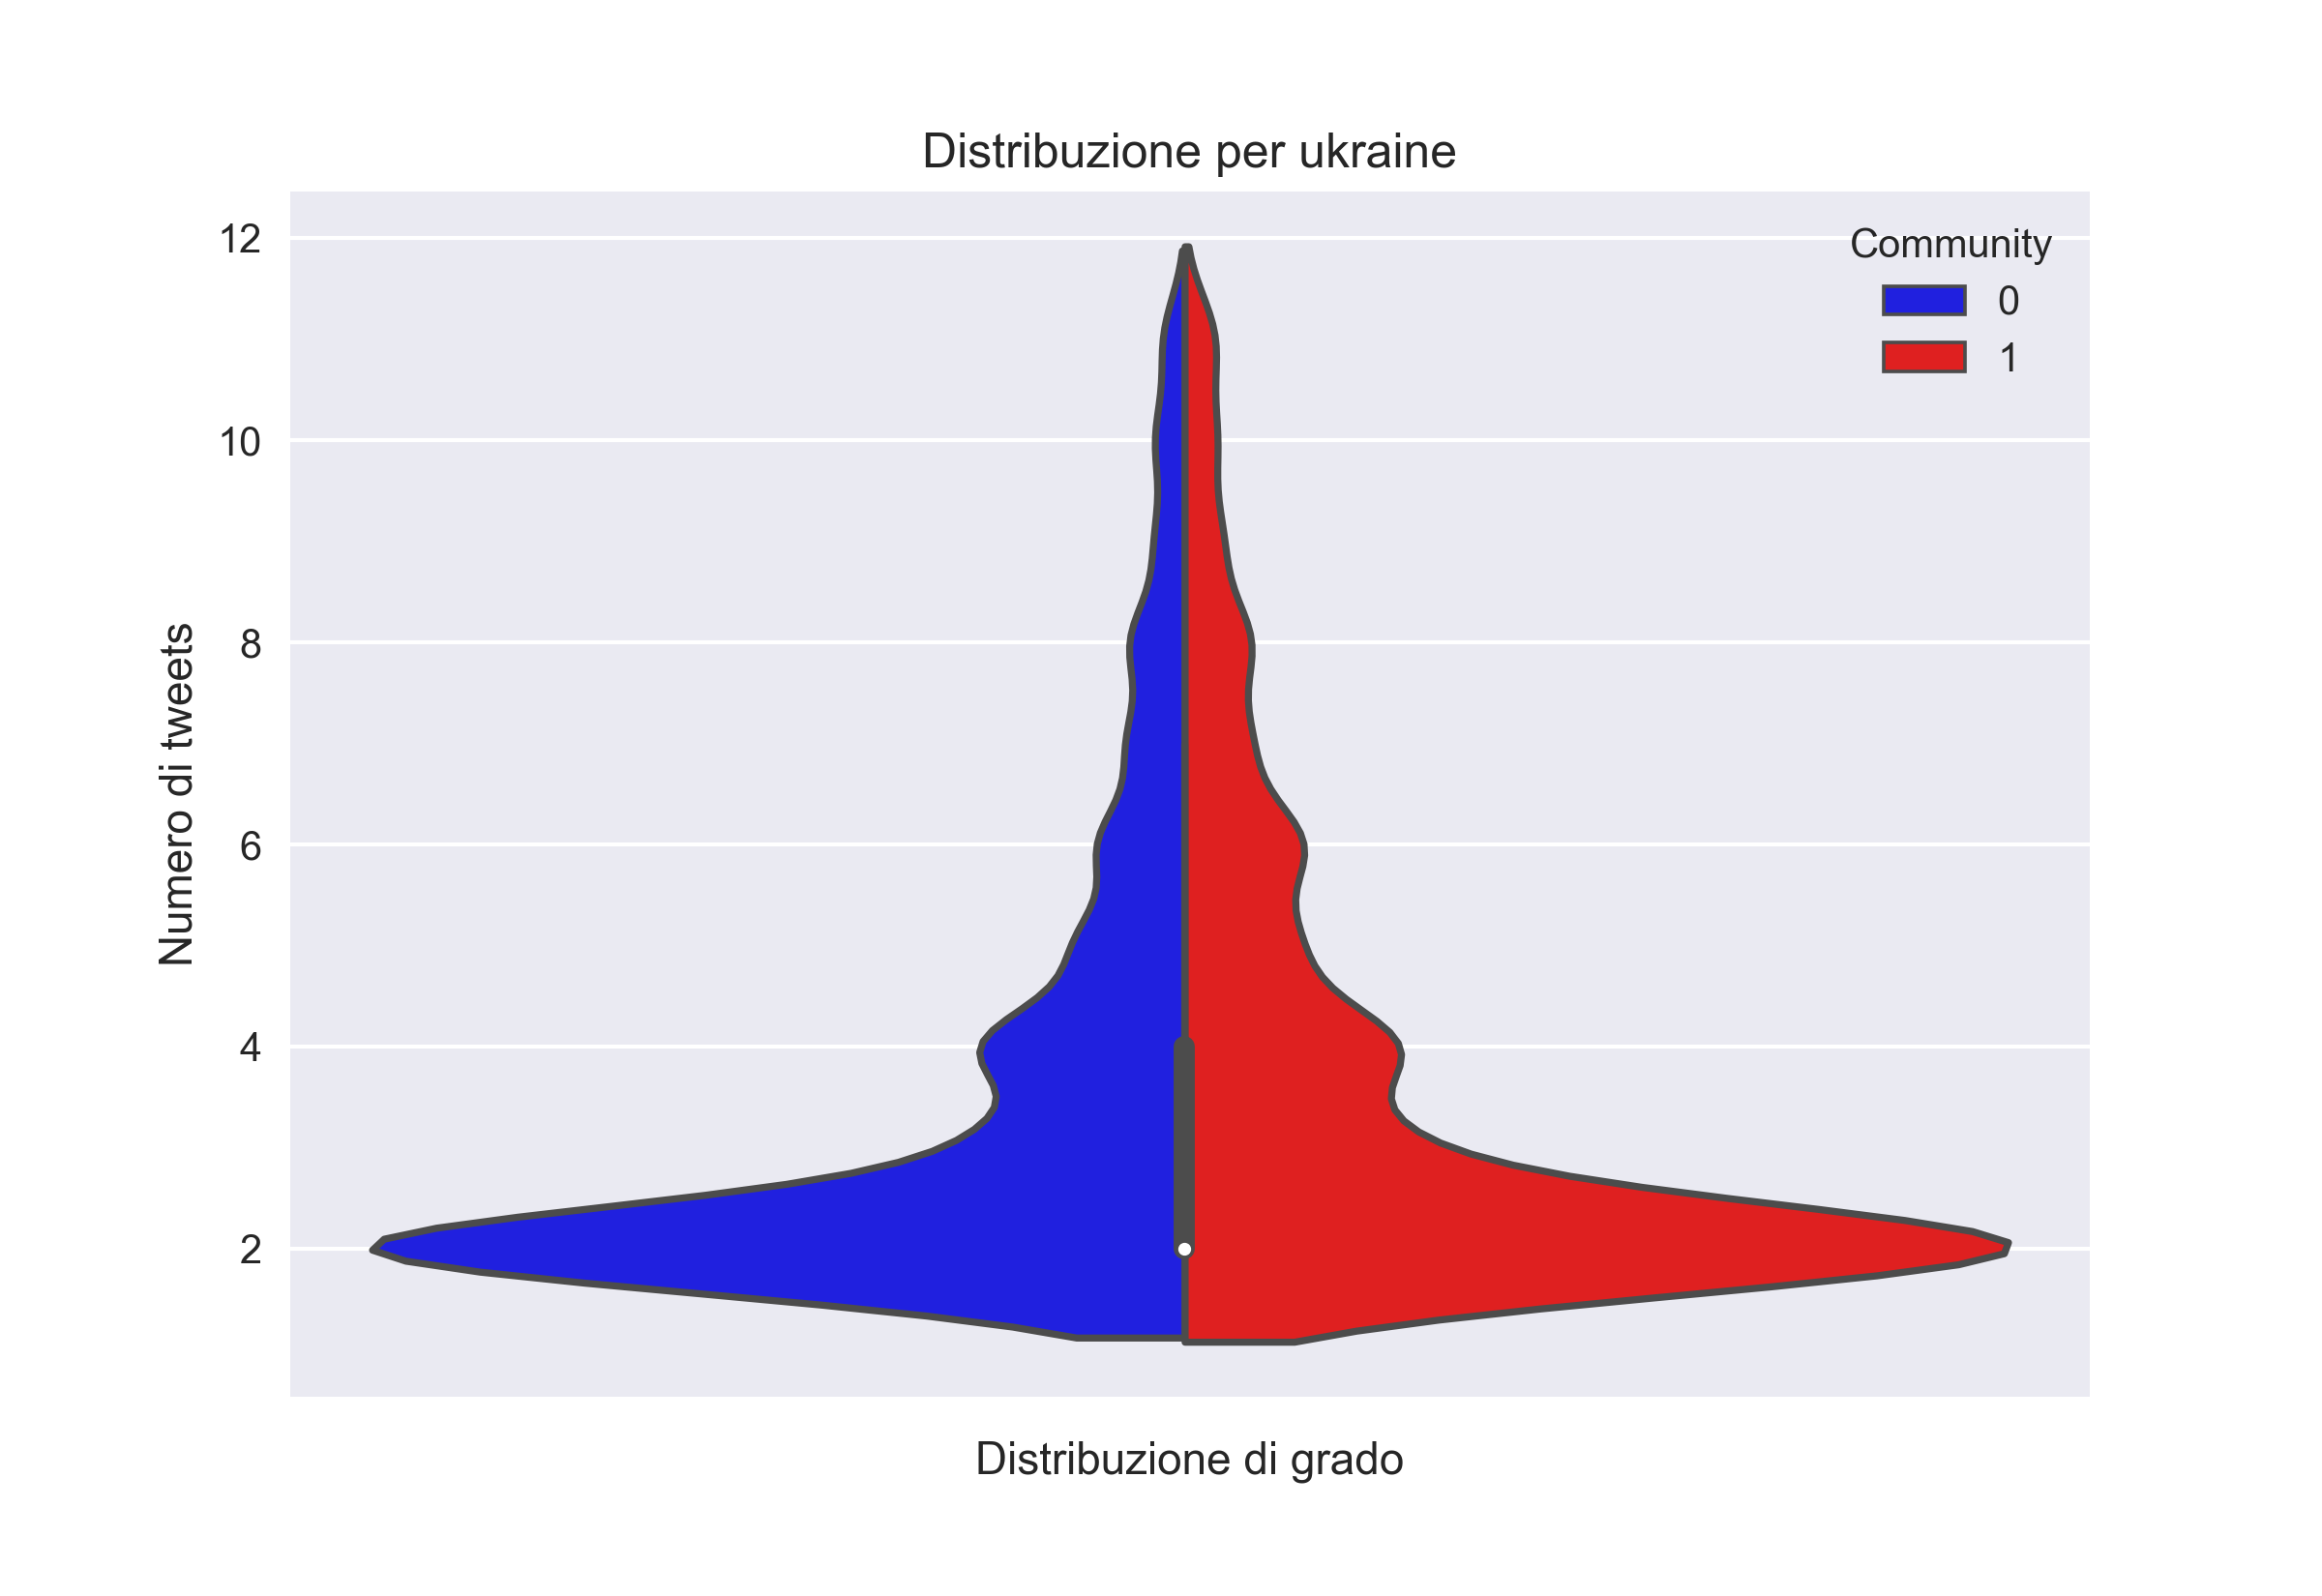 Distribuzione per ukraine
Community
0
1
12
10
8
6
4
2
Numero di tweets
Distribuzione di grado